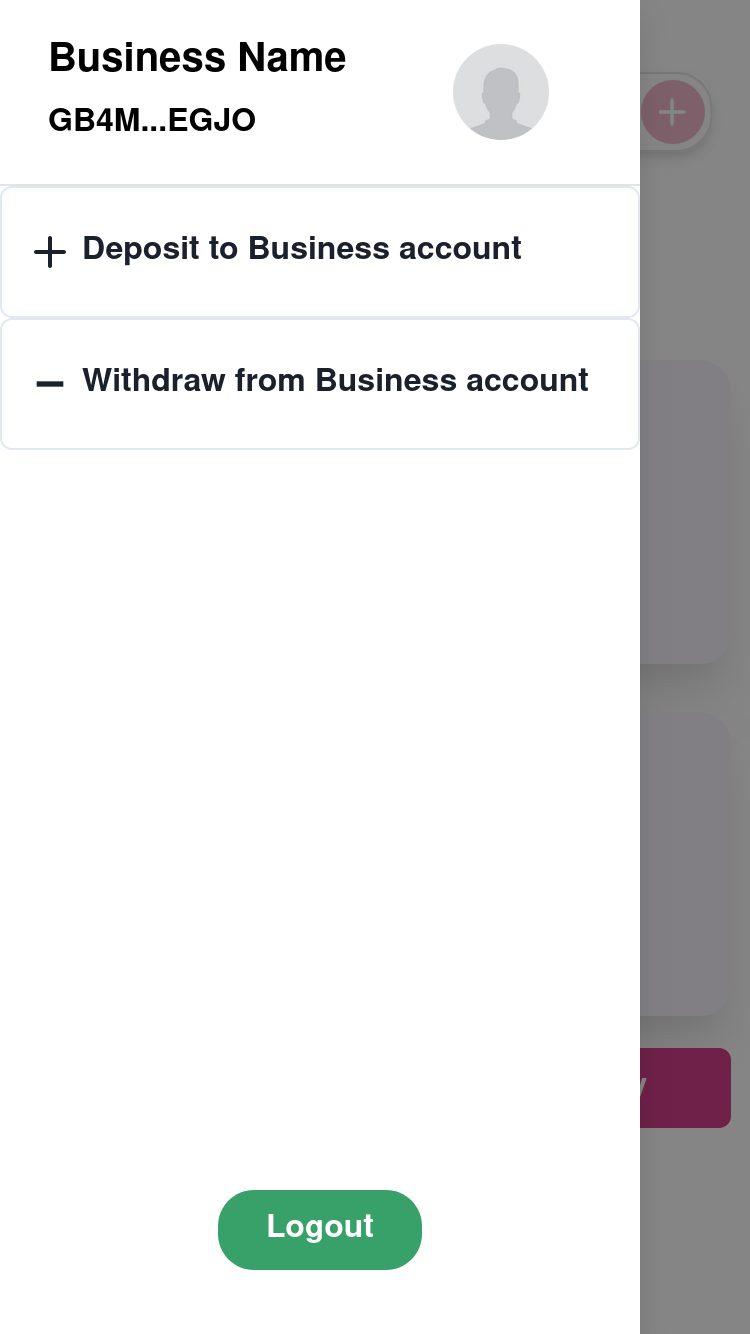 Business Name
GB4M...EGJO
Deposit to Business account
Withdraw from Business account
Logout